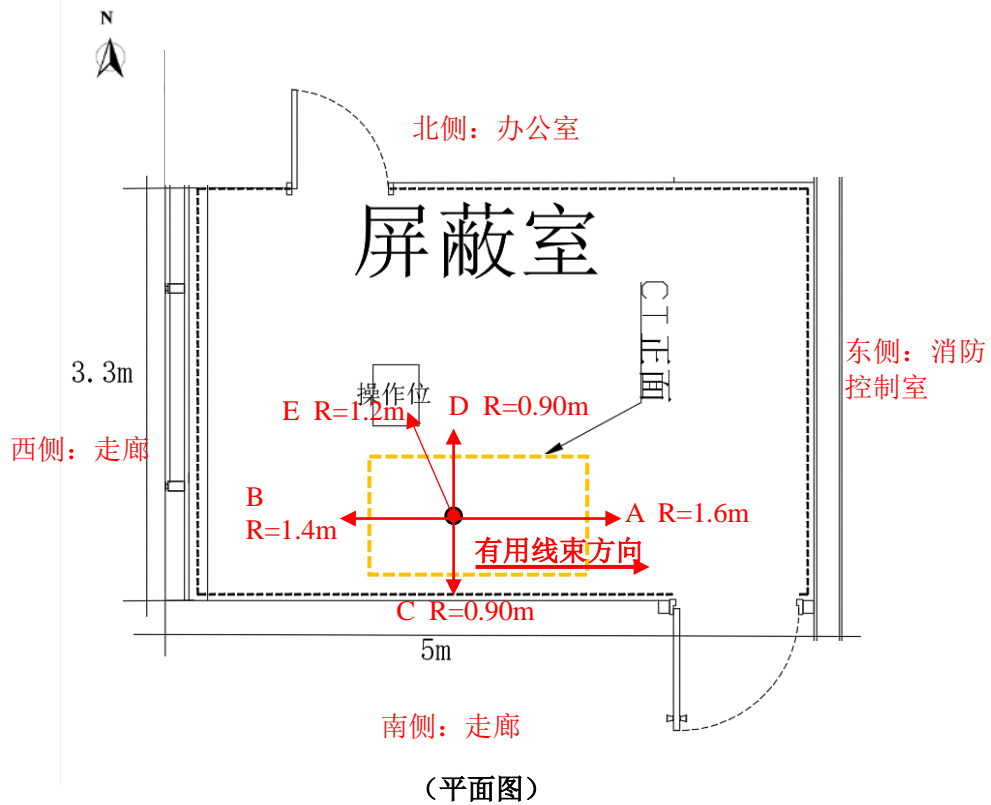 N
北侧：办公室
屏蔽室
CT正面
3.3m
东侧：消防
控制室
操作位
E R=1.2m
D R=0.90m
西侧：走廊
B
R=1.4m
A R=1.6m
有用线束方向
C R=0.90m
5m
南侧：走廊
（平面图）